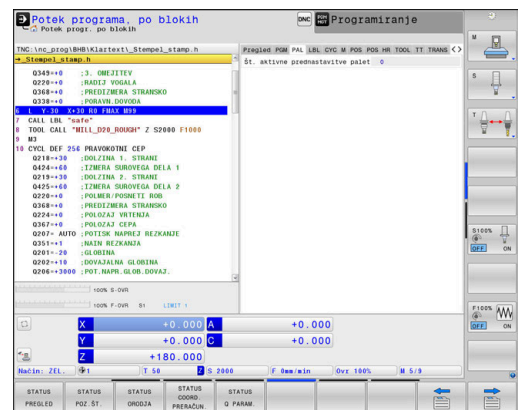 Potek programa, po blokih
Potek progr. po blokih
DNC
Programiranje
TNC:\nc_prog\BHB\Klartext\_Stempel_stamp.h
→_Stempel_stamp.h
Q349=+0 ;3. ONEJITEV
Q220=+0 ;RADIJ VOGALA
Q368=+0 ;PREDIZMERA STRANSKO
Q338=+0 ;PORAVN.DOVODA
6 L Y-30 X+30 R0 FMAX M99
7 CALL LBL "safe"
8 TOOL CALL "MILL_D20_ROUGH" Z S2000 F1000
9 M3
10 CYCL DEF 256 PRAVOKOTNI CEP
Q218=+30 ;DOLZINA 1. STRANI
Q424=+60 ;IZMERA SUROVEGA DELA 1
Q219=+30 ;DOLZINA 2. STRANI
Q425=+60 ;IZMERA SUROVEGA DELA 2
Q220=+0 ;POLMER/POSNETI ROB
Q368=+0 ;PREDIZMERA STRANSKO
Q224=+0 ;POLOZAJ VRTENJA
Q367=+0 ;POLOZAJ CEPA
Q207= AUTO ;POTISK NAPREJ REZKANJE
Q351=+1 ;NAIN REZKANJA
Q201=-20 ;GLOBINA
Q202=+10 ;DOVAJALNA GLOBINA
Q206=+3000 ;POT.NAPR.GLOB.DOVAJ.
Pregled PGM PAL LBL CYC M POS POS HR TOOL TT TRANS
Št. aktivne prednastavitve palet 0
100% S-OVR
100% F-OVR S1 LIMIT 1
X +0.000 A +0.000
Y +0.000 C +0.000
Z +180.000
Način: ŽEL. 1 T 50 Z S 2000 F 0mm/min Ovr 100% M 5/9
STATUS PREGLED
STATUS POZ.ŠT.
STATUS ORODJA
STATUS COORD. PRERAČUN.
STATUS Q PARAM.
M
S
T
S100%
OFF ON
F100%
OFF ON